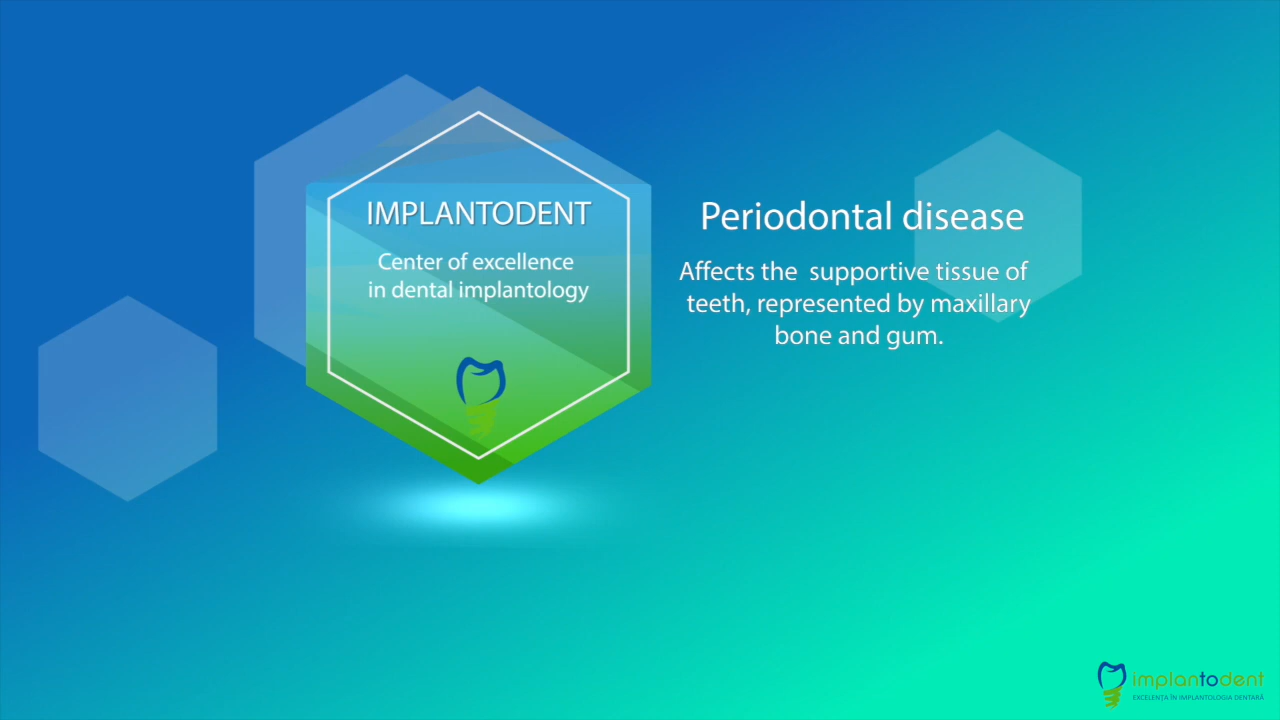 IMPLANTODENT
Center of excellence
in dental implantology
Periodontal disease
Affects the supportive tissue of
teeth, represented by maxillary
bone and gum.
implantodent
EXCELENȚA ÎN IMPLANTOLOGIA DENTARĂ